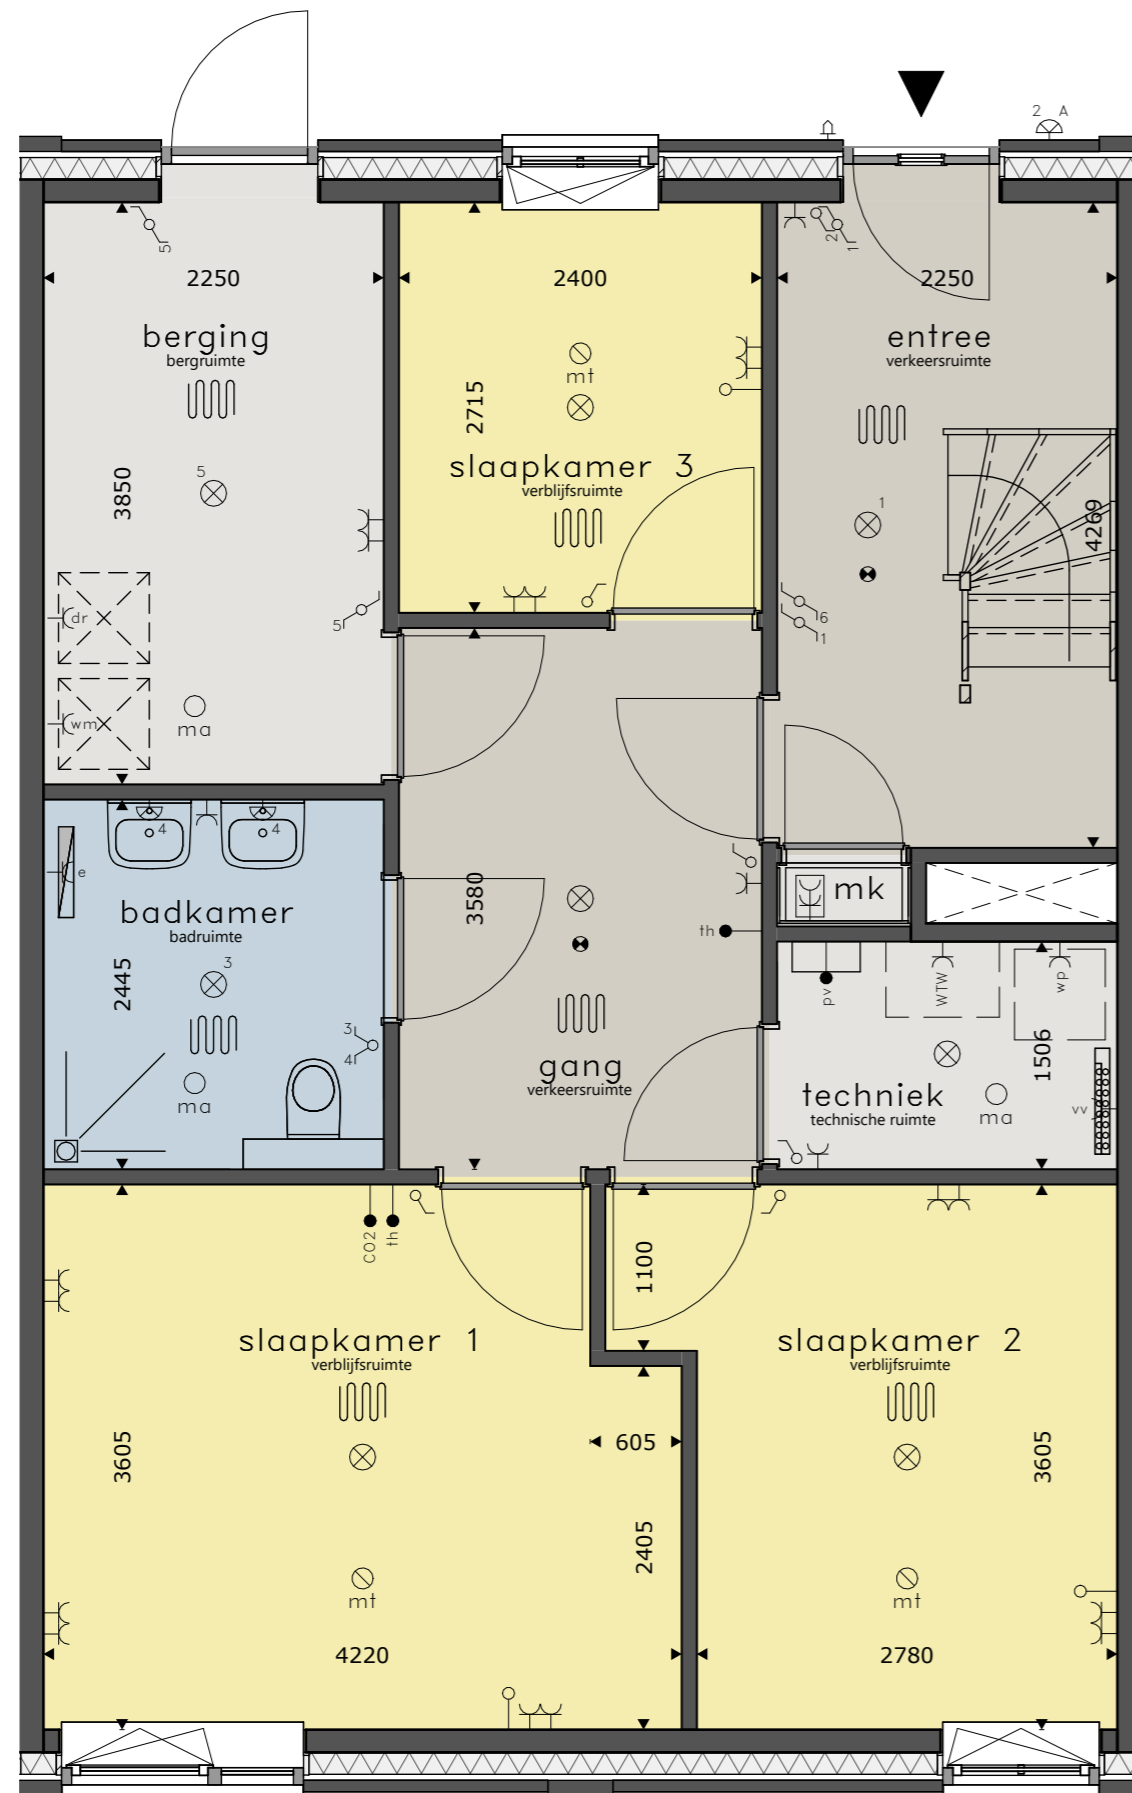 2 A
5
2
1
2250
2400
2250
berging
bergruimte
entree
verkeersruimte
mt
2715
slaapkamer 3
verblijfsruimte
3850
5
1
4269
dr
5
6
1
wm
ma
4
4
e
mk
badkamer
badruimte
3580
th
3
2445
pv
WTW
wp
3
4
1506
gang
verkeersruimte
ma
techniek
technische ruimte
ma
vv
CO2
th
1100
slaapkamer 1
verblijfsruimte
slaapkamer 2
verblijfsruimte
3605
605
3605
2405
mt
mt
4220
2780